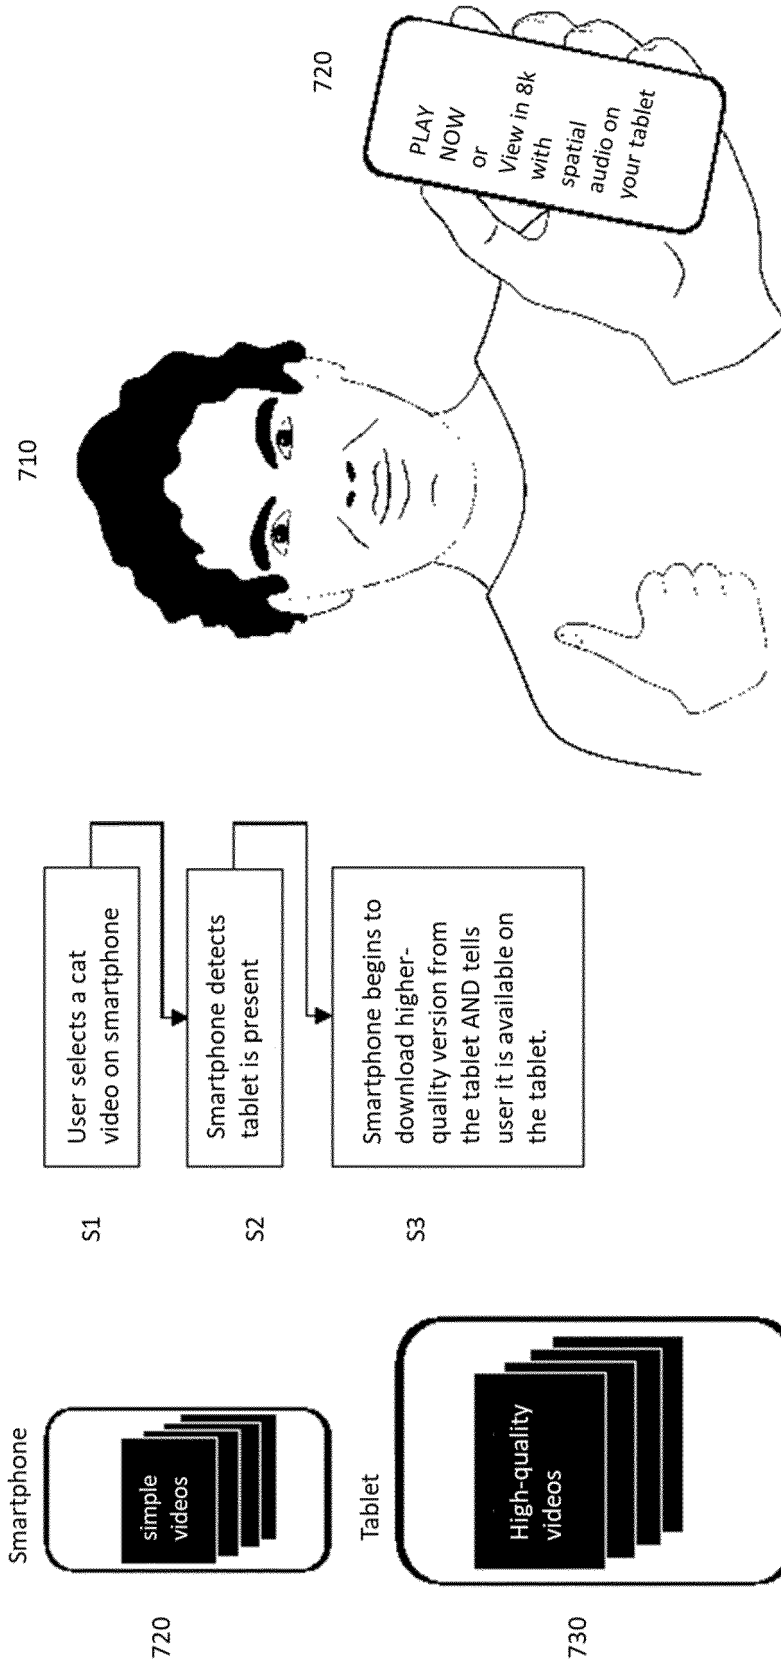 Smartphone
720
simple
videos
Tablet
730
High-quality
videos
S1
User selects a cat
video on smartphone
S2
Smartphone detects
tablet is present
S3
Smartphone begins to
download higher-
quality version from
the tablet AND tells
user it is available on
the tablet.
710
720
PLAY
NOW
or
View in 8k
with
spatial
audio on
your tablet